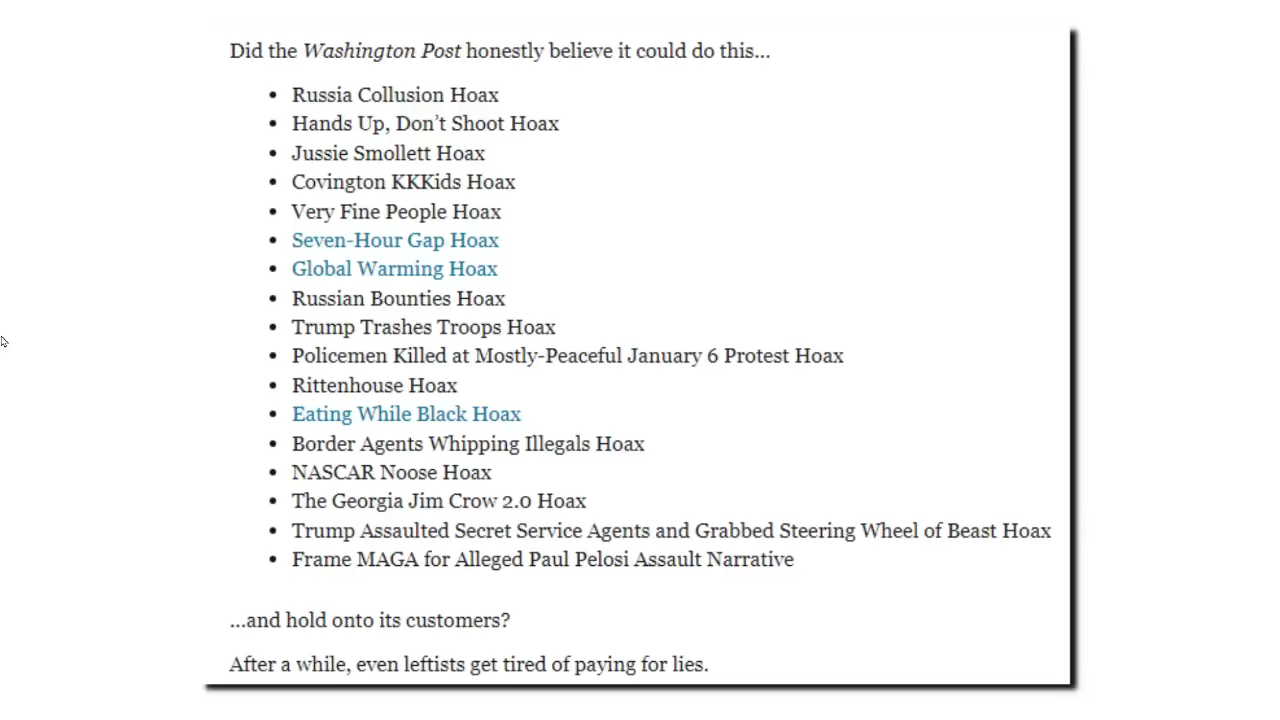 Did the Washington Post honestly believe it could do this...
• Russia Collusion Hoax
• Hands Up, Don't Shoot Hoax
• Jussie Smollett Hoax
• Covington KKKids Hoax
• Very Fine People Hoax
• Seven-Hour Gap Hoax
• Global Warming Hoax
• Russian Bounties Hoax
• Trump Trashes Troops Hoax
• Policemen Killed at Mostly-Peaceful January 6 Protest Hoax
• Rittenhouse Hoax
• Eating While Black Hoax
• Border Agents Whipping Illegals Hoax
• NASCAR Noose Hoax
• The Georgia Jim Crow 2.0 Hoax
• Trump Assaulted Secret Service Agents and Grabbed Steering Wheel of Beast Hoax
• Frame MAGA for Alleged Paul Pelosi Assault Narrative
...and hold onto its customers?
After a while, even leftists get tired of paying for lies.